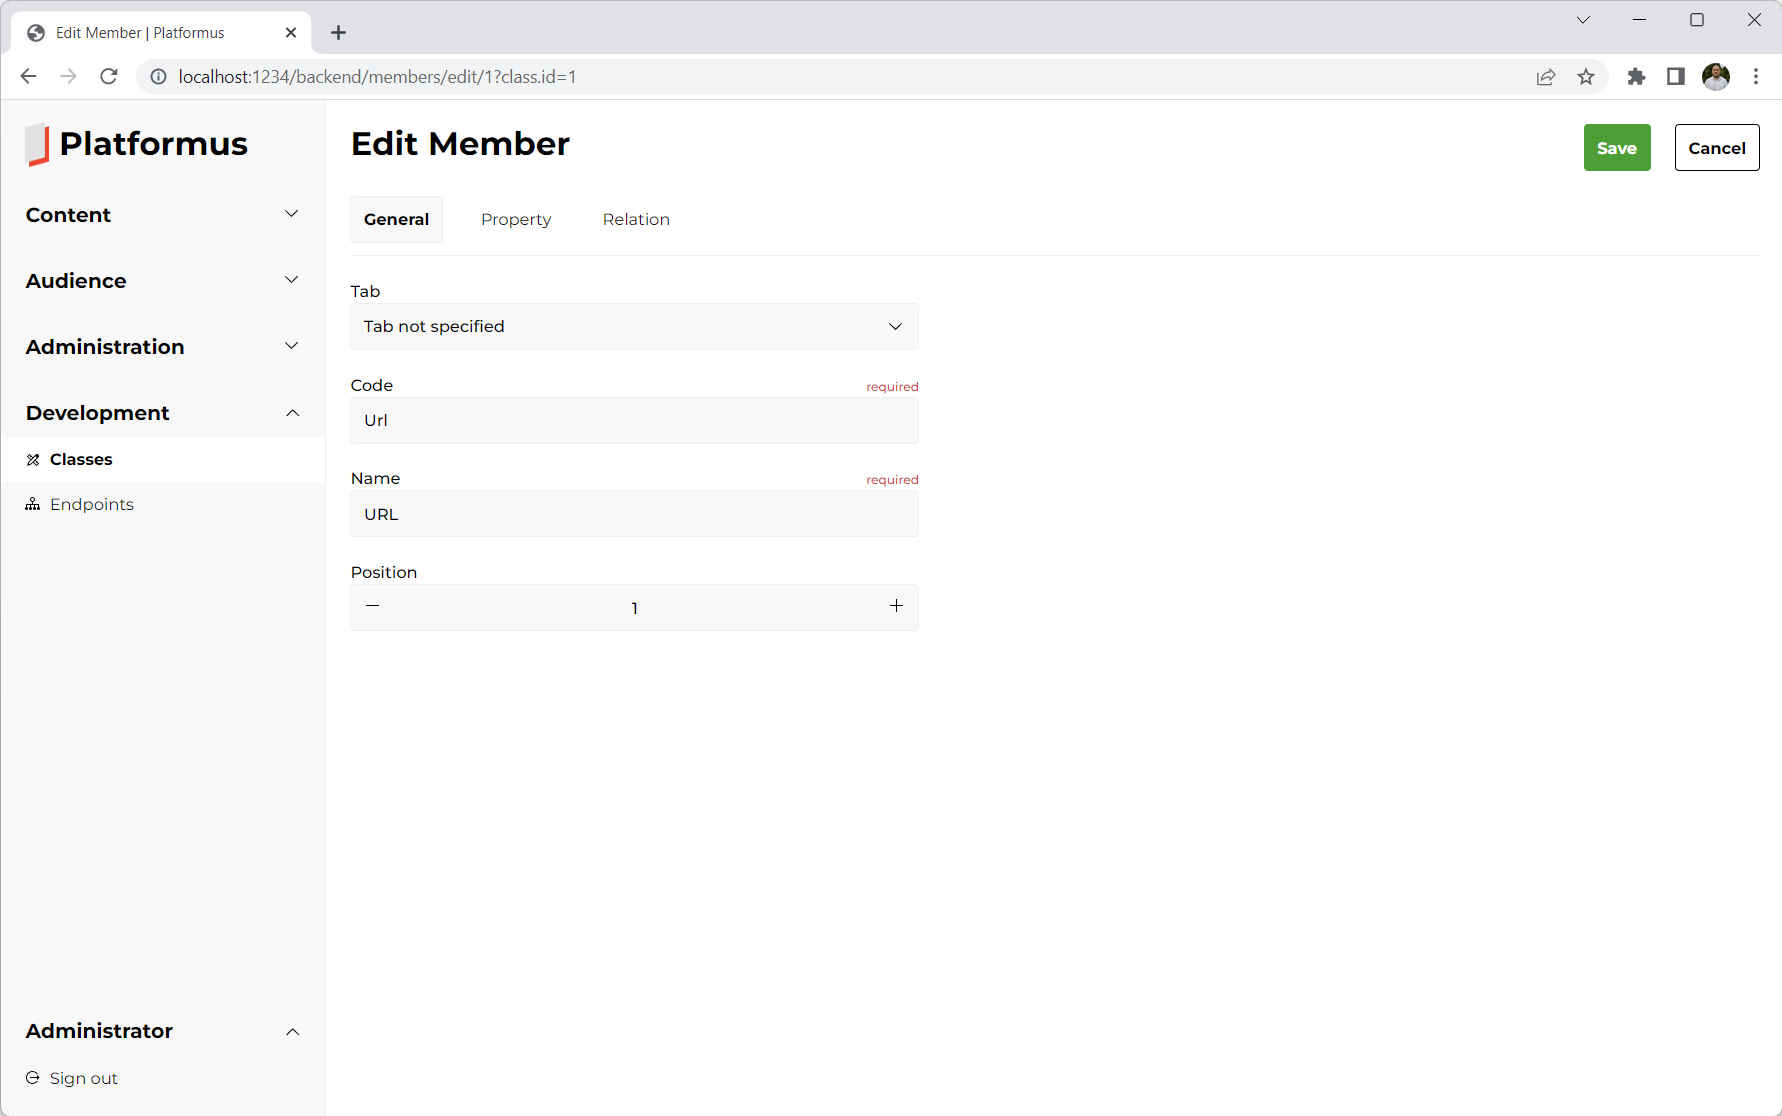 Edit Member | Platformus
localhost:1234/backend/members/edit/1?class.id=1
Platformus
Content
Audience
Administration
Development
Classes
Endpoints
Administrator
Sign out
Edit Member
Save
Cancel
General
Property
Relation
Tab
Tab not specified
Code
required
Url
Name
required
URL
Position
1